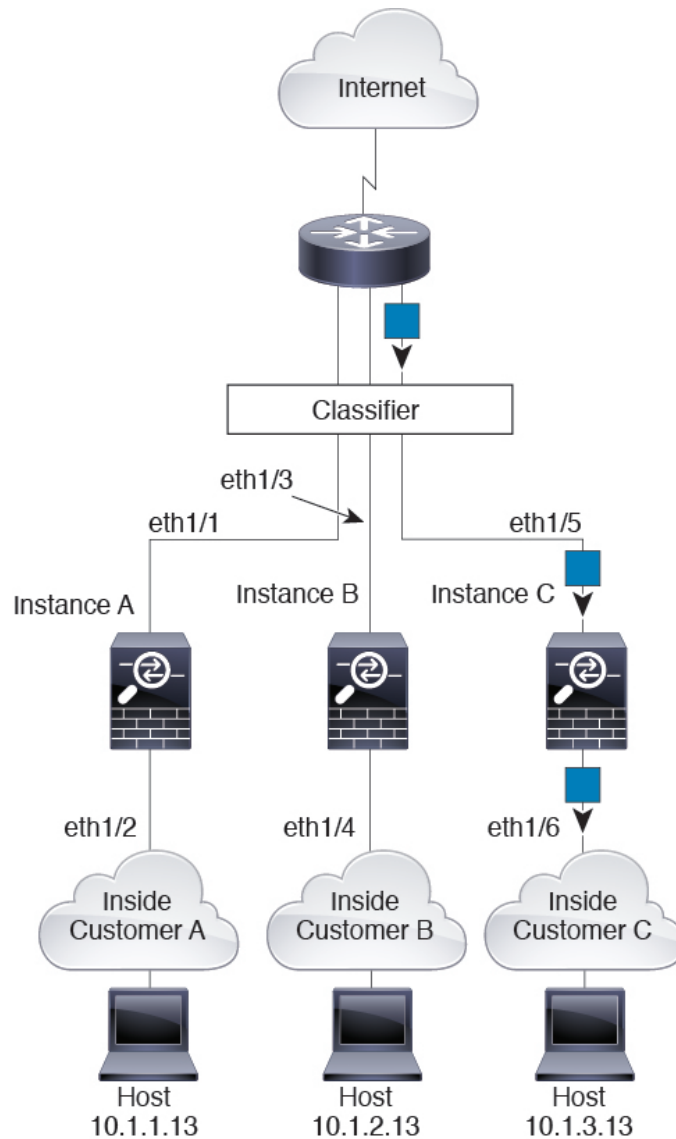 Internet
Classifier
eth1/3
eth1/1
eth1/5
Instance A
Instance B
Instance C
eth1/2
eth1/4
eth1/6
Inside
Customer A
Inside
Customer B
Inside
Customer C
Host
10.1.1.13
Host
10.1.2.13
Host
10.1.3.13